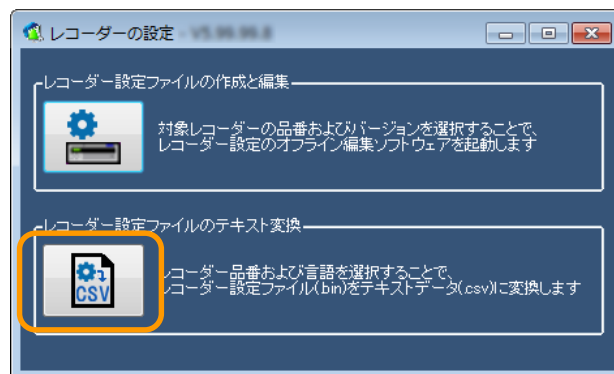 レコーダーの設定
レコーダー設定ファイルの作成と編集
対象レコーダーの品番およびバージョンを選択することで、
レコーダー設定のオフライン編集ソフトウェアを起動します
レコーダー設定ファイルのテキスト変換
CSV
レコーダー品番および言語を選択することで、
レコーダー設定ファイル(bin)をテキストデータ(.csv)に変換します